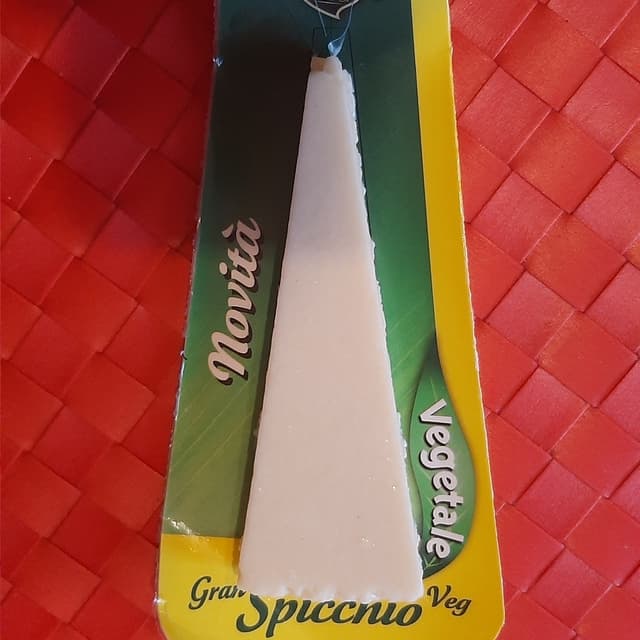 Novità
Vegetale
Gran Spicchio Veg